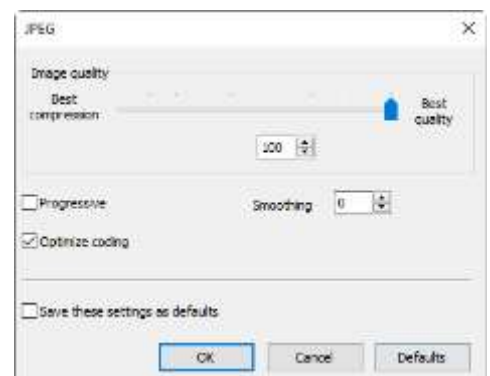 JPEG
Image quality
Best compression
Best quality
100
Progressive
Smoothing 0
Optimize coding
Save these settings as defaults
OK Cancel Defaults